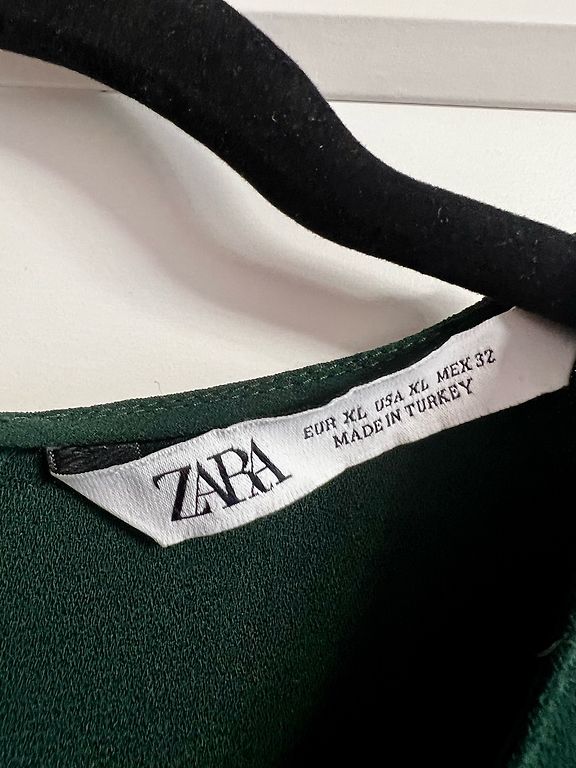 ZARA
EUR XL USA XL MEX 32
MADE IN TURKEY